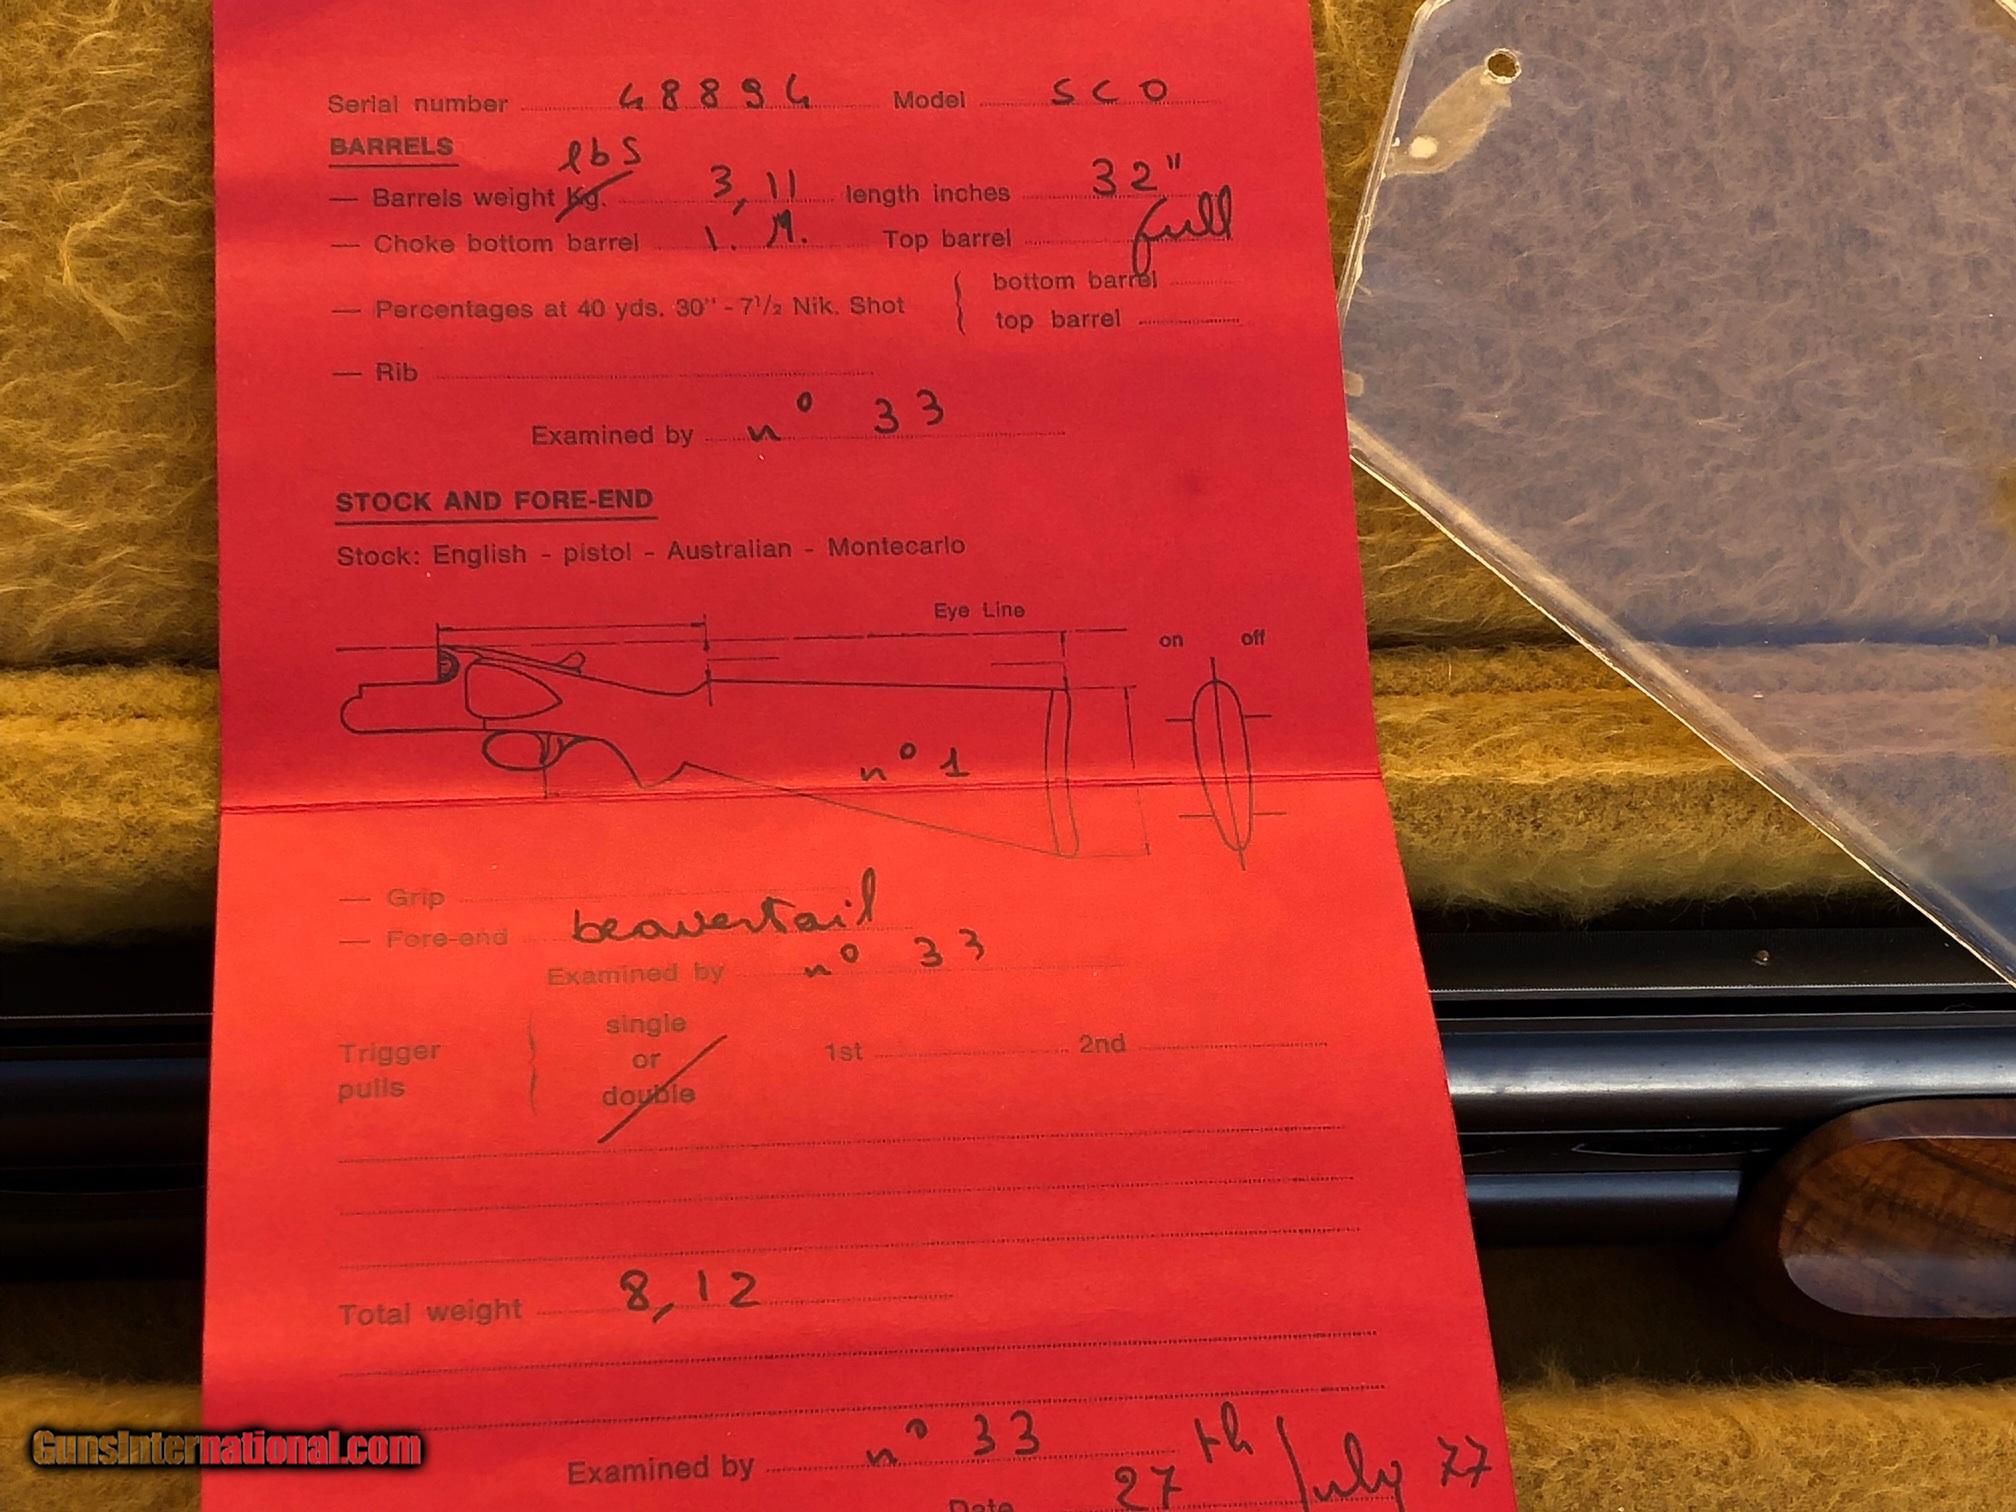 Serial number 48894 Model SCO
BARRELS
lbs
— Barrels weight Kg. 3,11 length inches 32"
— Choke bottom barrel I. M. Top barrel full
— Percentages at 40 yds. 30" - 7 1/2 Nik. Shot { bottom barrel
top barrel
— Rib
Examined by n° 33
STOCK AND FORE-END
Stock: English - pistol - Australian - Montecarlo
Eye Line
on off
n° 1
— Grip
— Fore-end beavertail
Examined by n° 33
Trigger pulls { single or double 1st 2nd
Total weight 8,12
Examined by n° 33
Date 27th July 77
GunsInternational.com